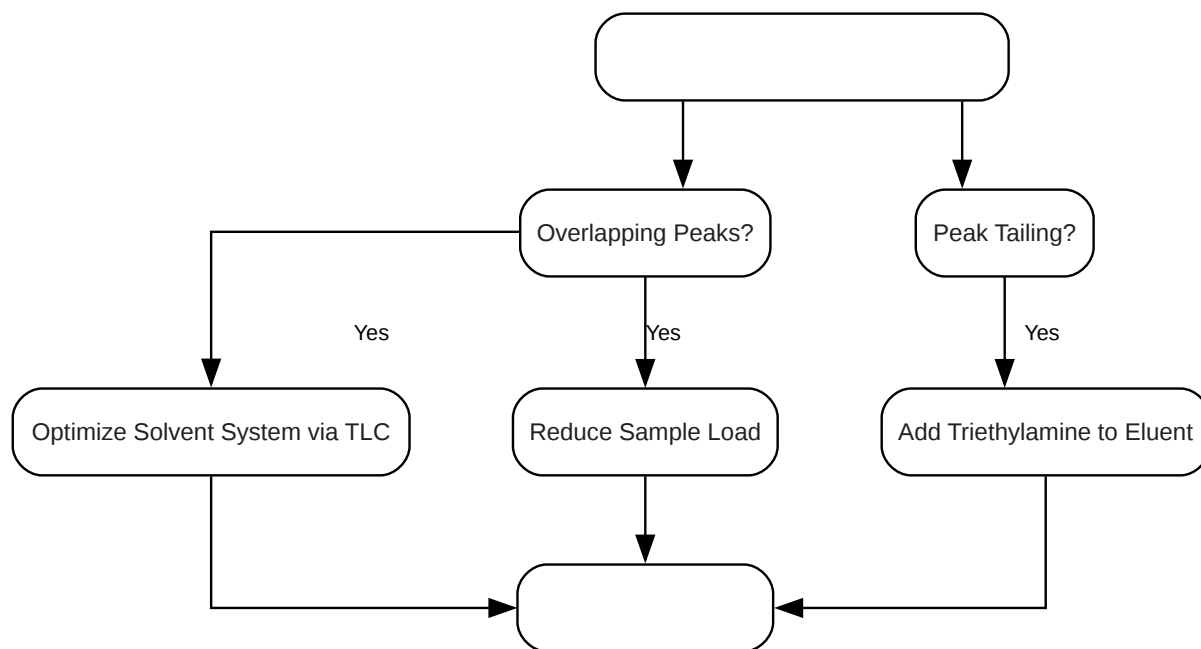 Overlapping Peaks?
Peak Tailing?
Yes
Yes
Yes
Optimize Solvent System via TLC
Reduce Sample Load
Add Triethylamine to Eluent